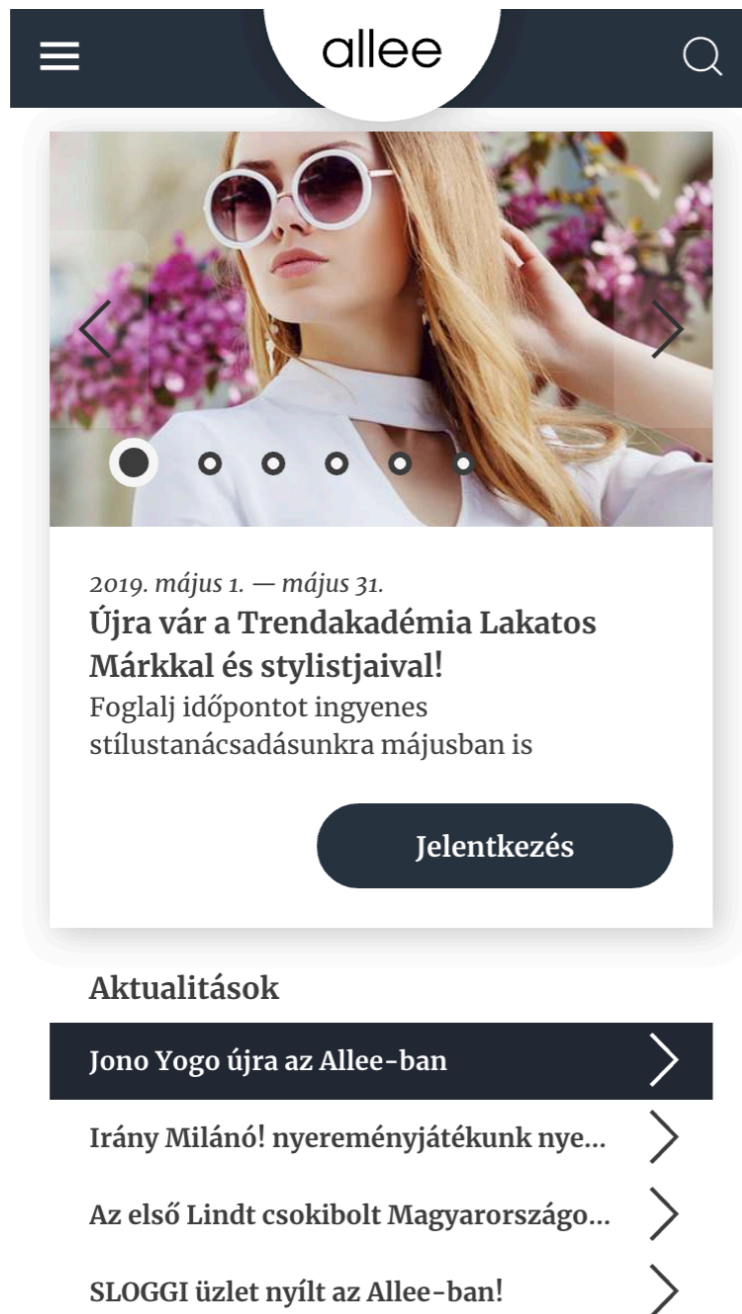 allee
2019. május 1. — május 31.
Újra vár a Trendakadémia Lakatos
Márkkal és stylistjaival!
Foglalj időpontot ingyenes
stílustanácsadásunkra májusban is
Jelentkezés
Aktualitások
Jono Yogo újra az Allee-ban
Irány Milánó! nyereményjátékunk nye...
Az első Lindt csokibolt Magyarországo...
SLOGGI üzlet nyílt az Allee-ban!